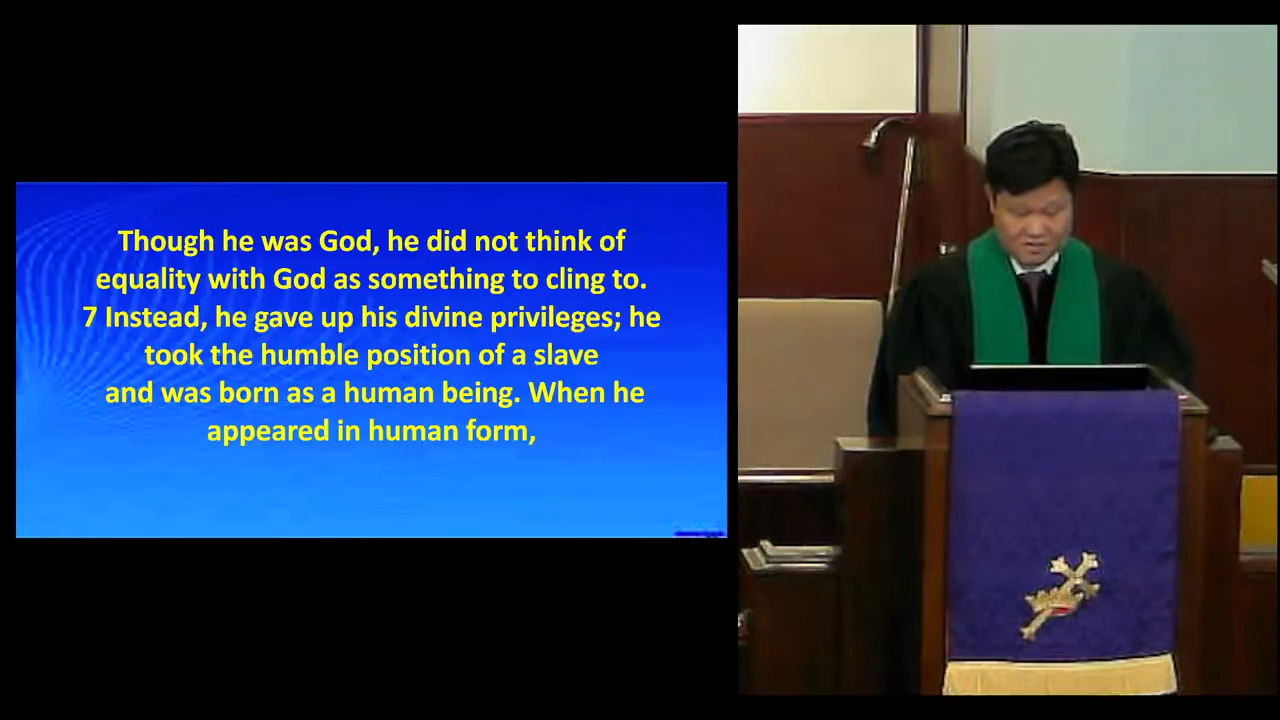 Though he was God, he did not think of
equality with God as something to cling to.
7 Instead, he gave up his divine privileges; he
took the humble position of a slave
and was born as a human being. When he
appeared in human form,